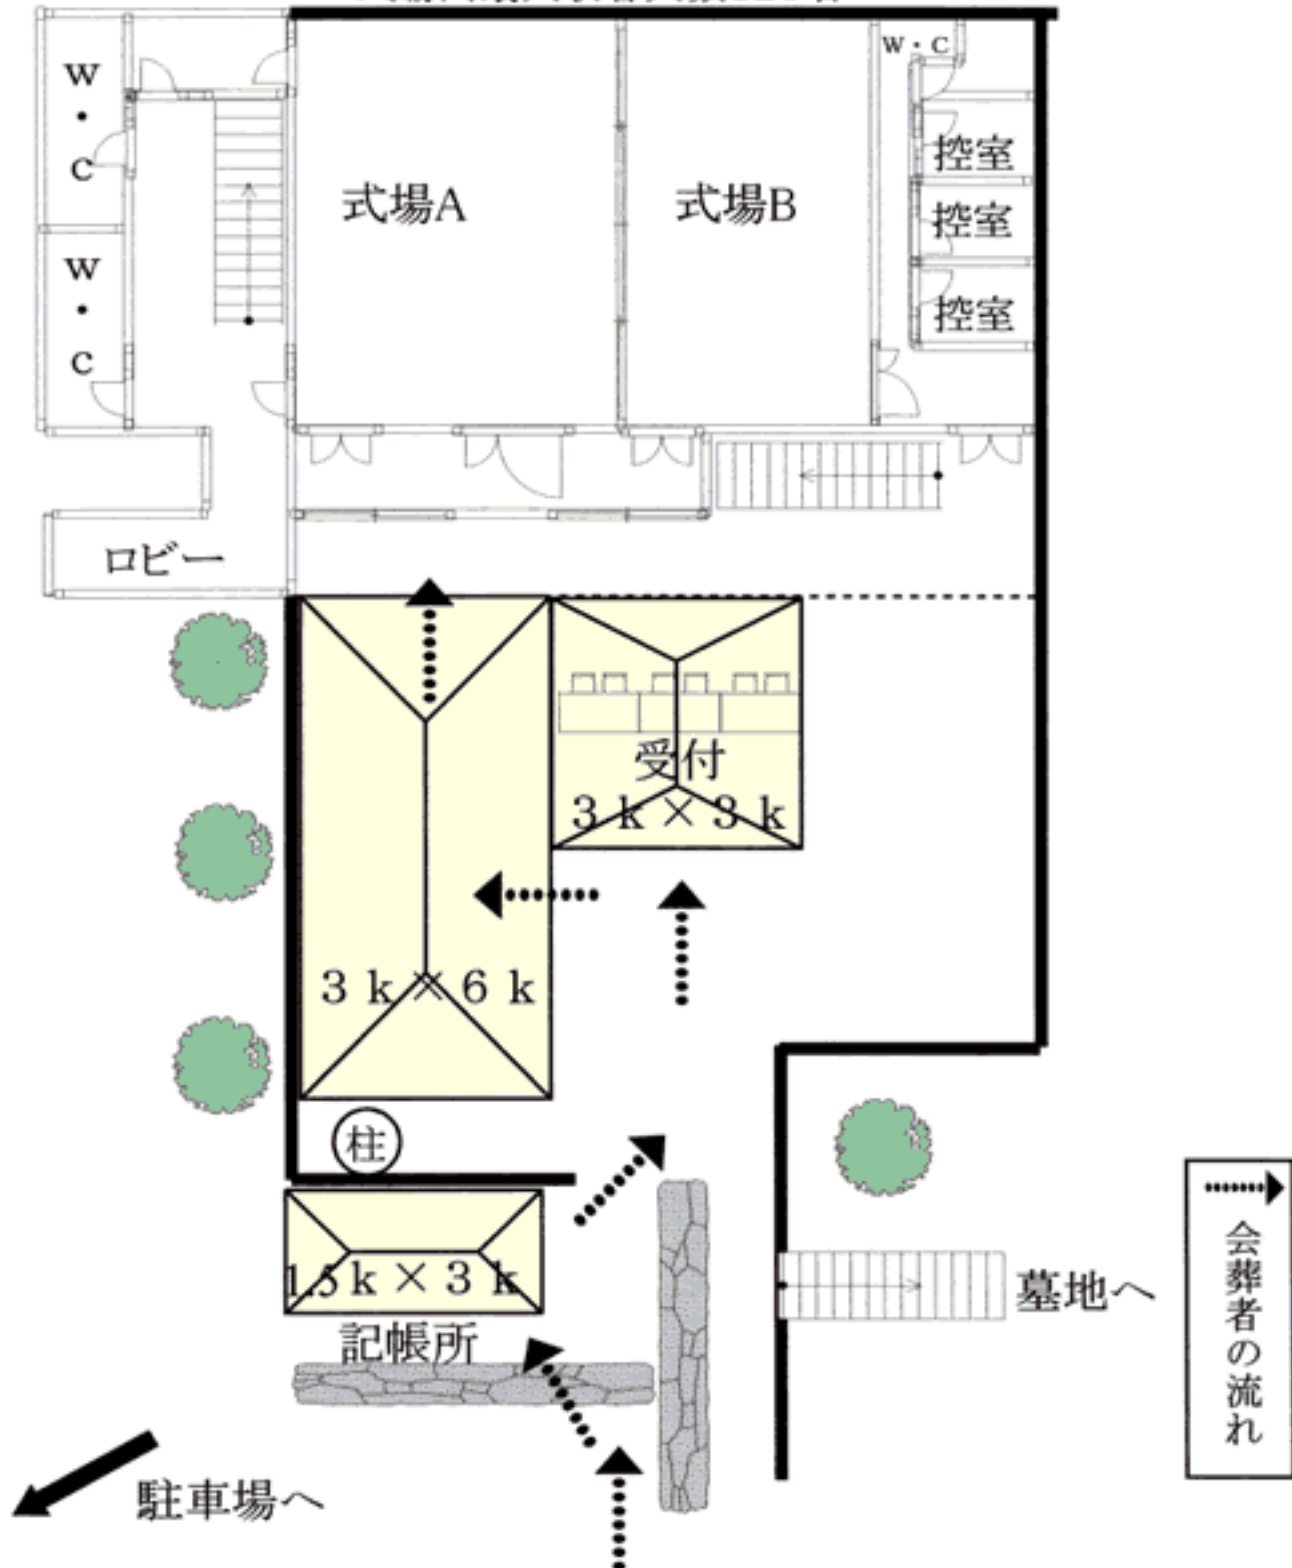 W・C
W・C
W・C
控室
控室
控室
式場A
式場B
ロビー
受付
3k×3k
3k×6k
柱
1.5k×3k
記帳所
墓地へ
会葬者の流れ
駐車場へ